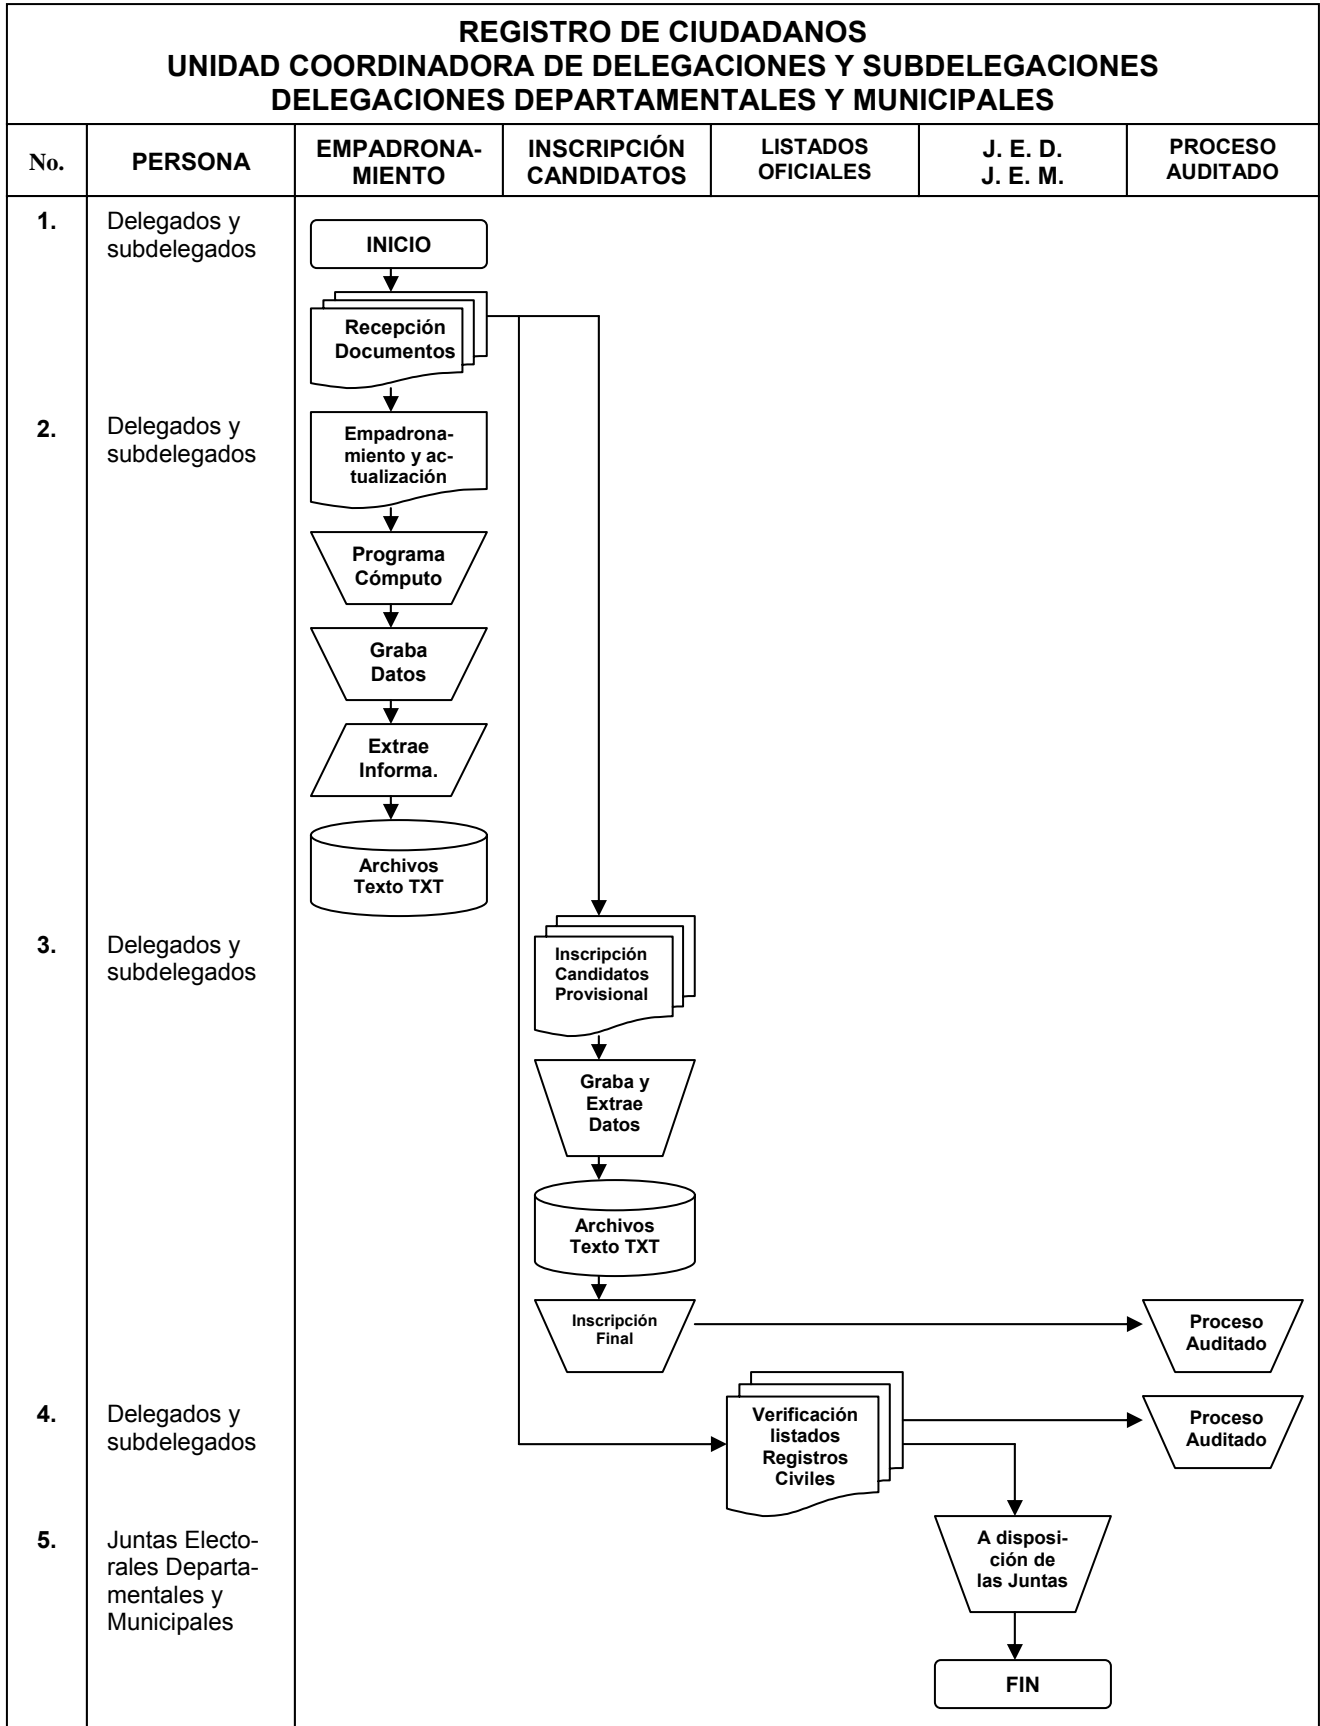 REGISTRO DE CIUDADANOS
UNIDAD COORDINADORA DE DELEGACIONES Y SUBDELEGACIONES
DELEGACIONES DEPARTAMENTALES Y MUNICIPALES
No.
PERSONA
EMPADRONA-
MIENTO
INSCRIPCIÓN
CANDIDATOS
LISTADOS
OFICIALES
J. E. D.
J. E. M.
PROCESO
AUDITADO
1.
Delegados y
subdelegados
INICIO
Recepción
Documentos
2.
Delegados y
subdelegados
Empadrona-
miento y ac-
tualización
Programa
Cómputo
Graba
Datos
Extrae
Informa.
Archivos
Texto TXT
3.
Delegados y
subdelegados
Inscripción
Candidatos
Provisional
Graba y
Extrae
Datos
Archivos
Texto TXT
Inscripción
Final
Proceso
Auditado
4.
Delegados y
subdelegados
Verificación
listados
Registros
Civiles
Proceso
Auditado
5.
Juntas Electo-
rales Departa-
mentales y
Municipales
A disposi-
ción de
las Juntas
FIN